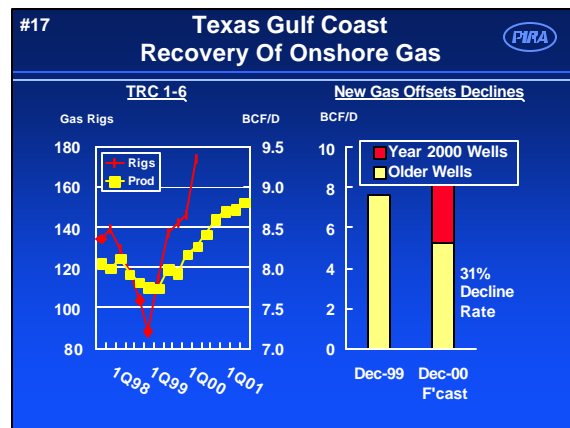 #17
Texas Gulf Coast
Recovery Of Onshore Gas
PIRA
TRC 1-6
Gas Rigs
BCF/D
180
160
140
120
100
80
Rigs
Prod
9.5
9.0
8.5
8.0
7.5
7.0
1Q98
1Q99
1Q00
1Q01
New Gas Offsets Declines
BCF/D
10
8
6
4
2
0
Year 2000 Wells
Older Wells
31%
Decline
Rate
Dec-99
Dec-00
F'cast